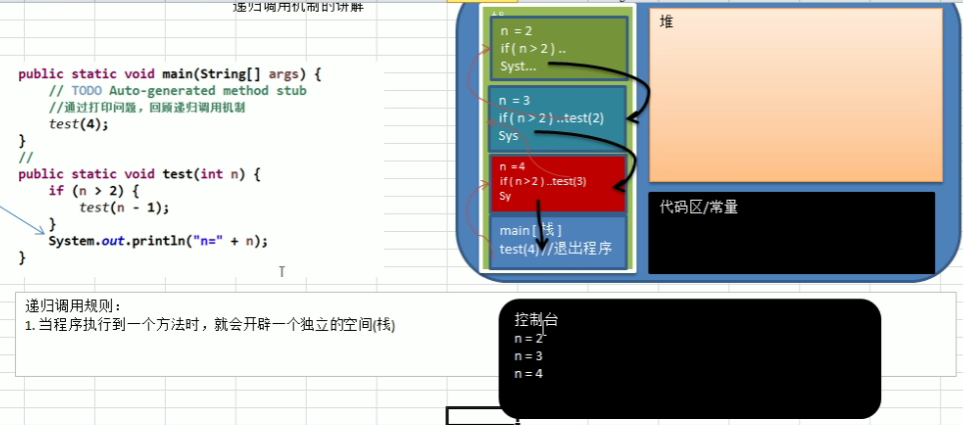 递归调用机制的讲解
public static void main(String[] args) {
// TODO Auto-generated method stub
//通过打印问题，回顾递归调用机制
test(4);
}
//
public static void test(int n) {
if (n > 2) {
test(n - 1);
}
System.out.println("n=" + n);
}
递归调用规则：
1. 当程序执行到一个方法时，就会开辟一个独立的空间(栈)
n = 2
if ( n > 2 ) ..
Syst...
n = 3
if ( n > 2 ) ..test(2)
Sys
n = 4
if ( n > 2 ) ..test(3)
Sy
main [ 栈 ]
test(4) //退出程序
堆
代码区/常量
控制台
n = 2
n = 3
n = 4